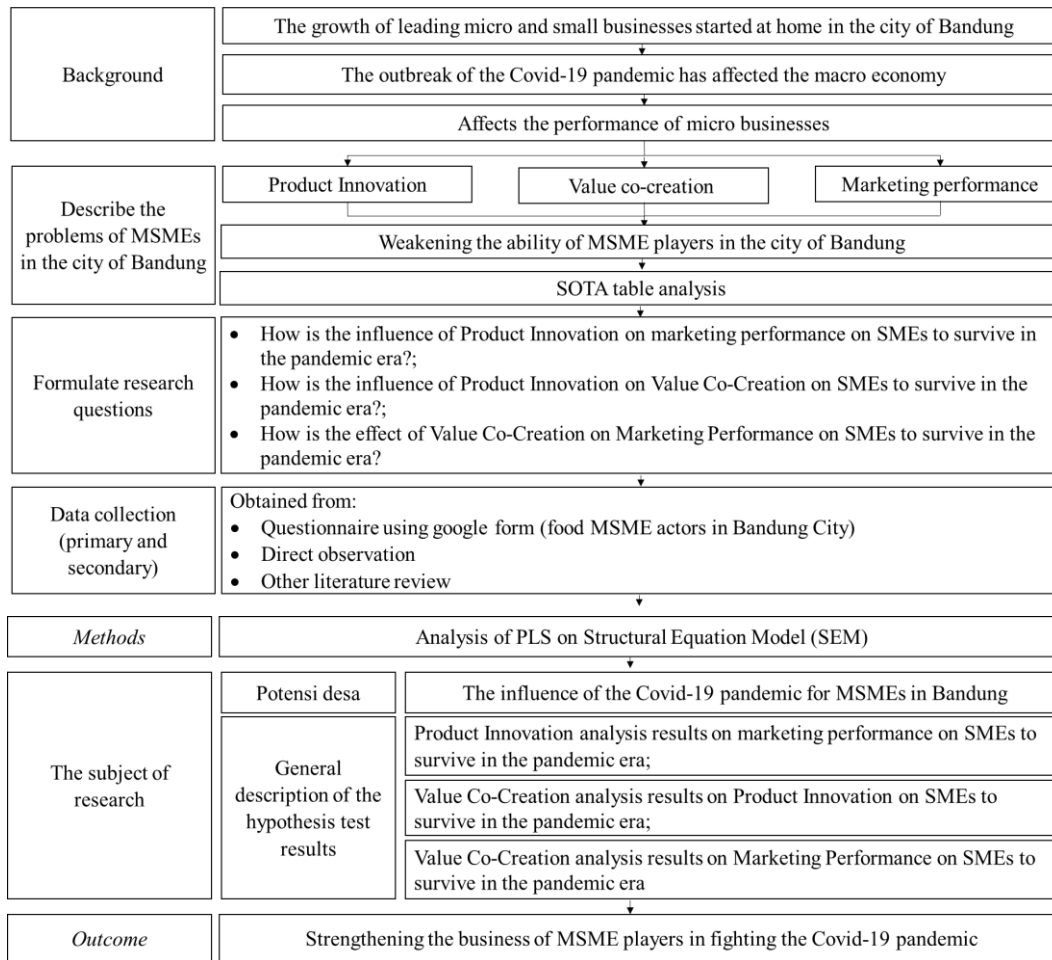 Background
The growth of leading micro and small businesses started at home in the city of Bandung
The outbreak of the Covid-19 pandemic has affected the macro economy
Affects the performance of micro businesses
Describe the
problems of MSMEs
in the city of Bandung
Product Innovation
Value co-creation
Marketing performance
Weakening the ability of MSME players in the city of Bandung
SOTA table analysis
Formulate research
questions
• How is the influence of Product Innovation on marketing performance on SMEs to survive in
the pandemic era?;
• How is the influence of Product Innovation on Value Co-Creation on SMEs to survive in the
pandemic era?;
• How is the effect of Value Co-Creation on Marketing Performance on SMEs to survive in the
pandemic era?
Data collection
(primary and
secondary)
Obtained from:
• Questionnaire using google form (food MSME actors in Bandung City)
• Direct observation
• Other literature review
Methods
Analysis of PLS on Structural Equation Model (SEM)
The subject of
research
Potensi desa
The influence of the Covid-19 pandemic for MSMEs in Bandung
General
description of the
hypothesis test
results
Product Innovation analysis results on marketing performance on SMEs to
survive in the pandemic era;
Value Co-Creation analysis results on Product Innovation on SMEs to
survive in the pandemic era;
Value Co-Creation analysis results on Marketing Performance on SMEs to
survive in the pandemic era
Outcome
Strengthening the business of MSME players in fighting the Covid-19 pandemic